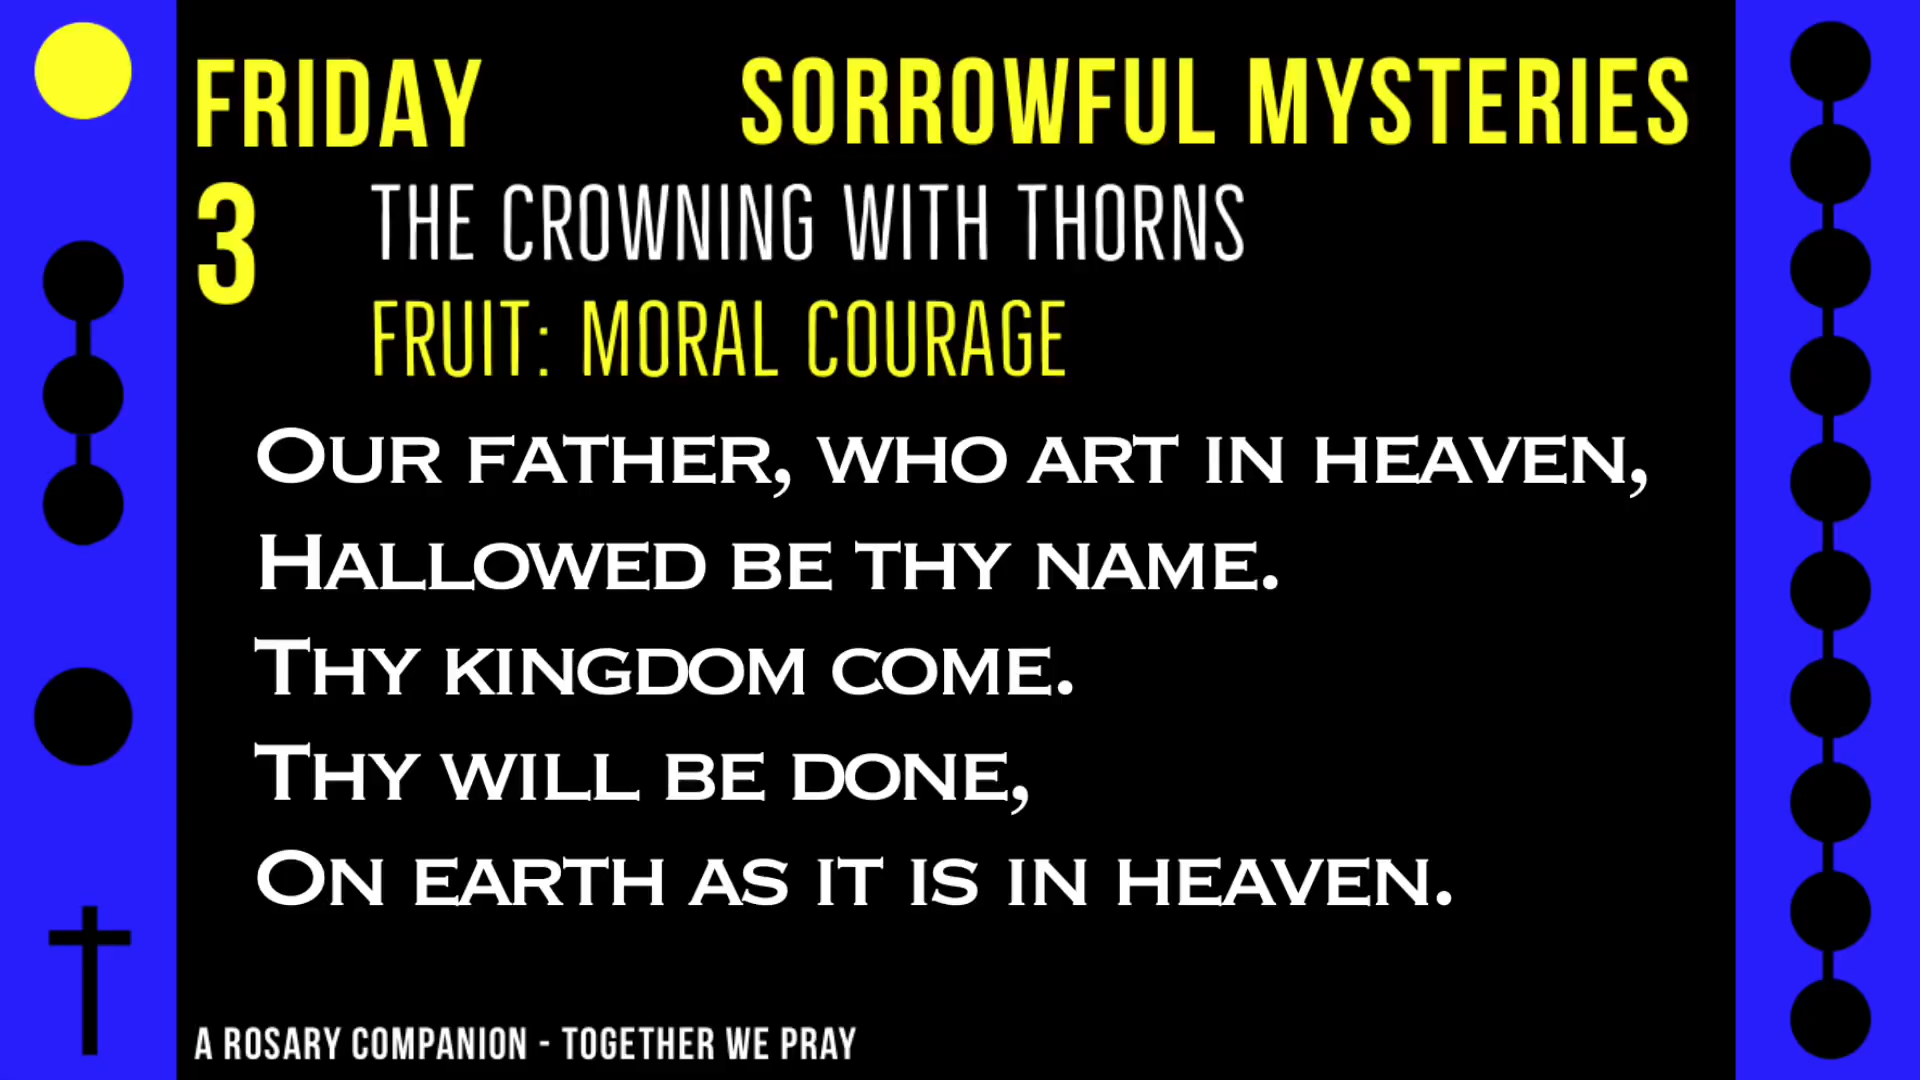 FRIDAY SORROWFUL MYSTERIES
3 THE CROWNING WITH THORNS
FRUIT: MORAL COURAGE
OUR FATHER, WHO ART IN HEAVEN,
HALLOWED BE THY NAME.
THY KINGDOM COME.
THY WILL BE DONE,
ON EARTH AS IT IS IN HEAVEN.
A ROSARY COMPANION - TOGETHER WE PRAY